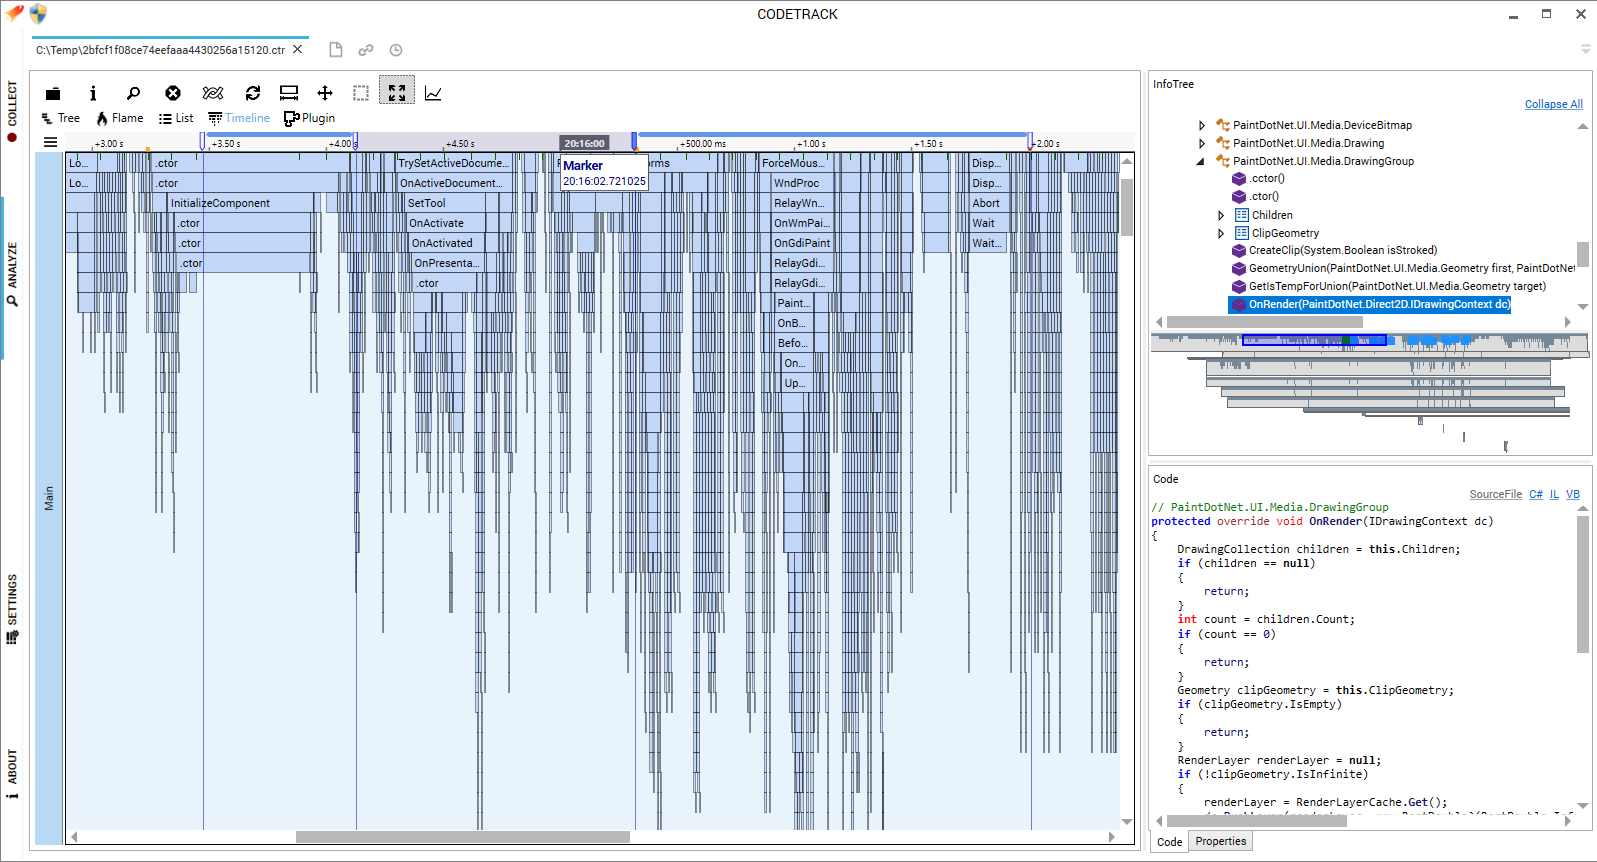 CODETRACK
C:\Temp\2bfcf1f08ce74eefaaa4430256a15120.ctr
COLLECT
ANALYZE
SETTINGS
ABOUT
Tree
Flame
List
Timeline
Plugin
+3.00 s
+3.50 s
+4.00 s
+4.50 s
20:16:00
+500.00 ms
+1.00 s
+1.50 s
+2.00 s
Marker
20:16:02.721025
Main
Lo...
.ctor
TrySetActiveDocume...
orms
ForceMous...
Disp...
Lo...
.ctor
OnActiveDocument...
WndProc
Disp...
InitializeComponent
SetTool
RelayWn...
Abort
.ctor
OnActivate
OnWmPai...
Wait
.ctor
OnActivated
OnGdiPaint
Wait...
.ctor
OnPresenta...
RelayGdi...
.ctor
RelayGdi...
Paint...
OnB...
Befo...
On...
Up...
InfoTree
Collapse All
PaintDotNet.UI.Media.DeviceBitmap
PaintDotNet.UI.Media.Drawing
PaintDotNet.UI.Media.DrawingGroup
.cctor()
.ctor()
Children
ClipGeometry
CreateClip(System.Boolean isStroked)
GeometryUnion(PaintDotNet.UI.Media.Geometry first, PaintDotNet
GetIsTempForUnion(PaintDotNet.UI.Media.Geometry target)
OnRender(PaintDotNet.Direct2D.IDrawingContext dc)
Code
SourceFile C# IL VB
// PaintDotNet.UI.Media.DrawingGroup
protected override void OnRender(IDrawingContext dc)
{
DrawingCollection children = this.Children;
if (children == null)
{
return;
}
int count = children.Count;
if (count == 0)
{
return;
}
Geometry clipGeometry = this.ClipGeometry;
if (clipGeometry.IsEmpty)
{
return;
}
RenderLayer renderLayer = null;
if (!clipGeometry.IsInfinite)
{
renderLayer = RenderLayerCache.Get();
Code
Properties